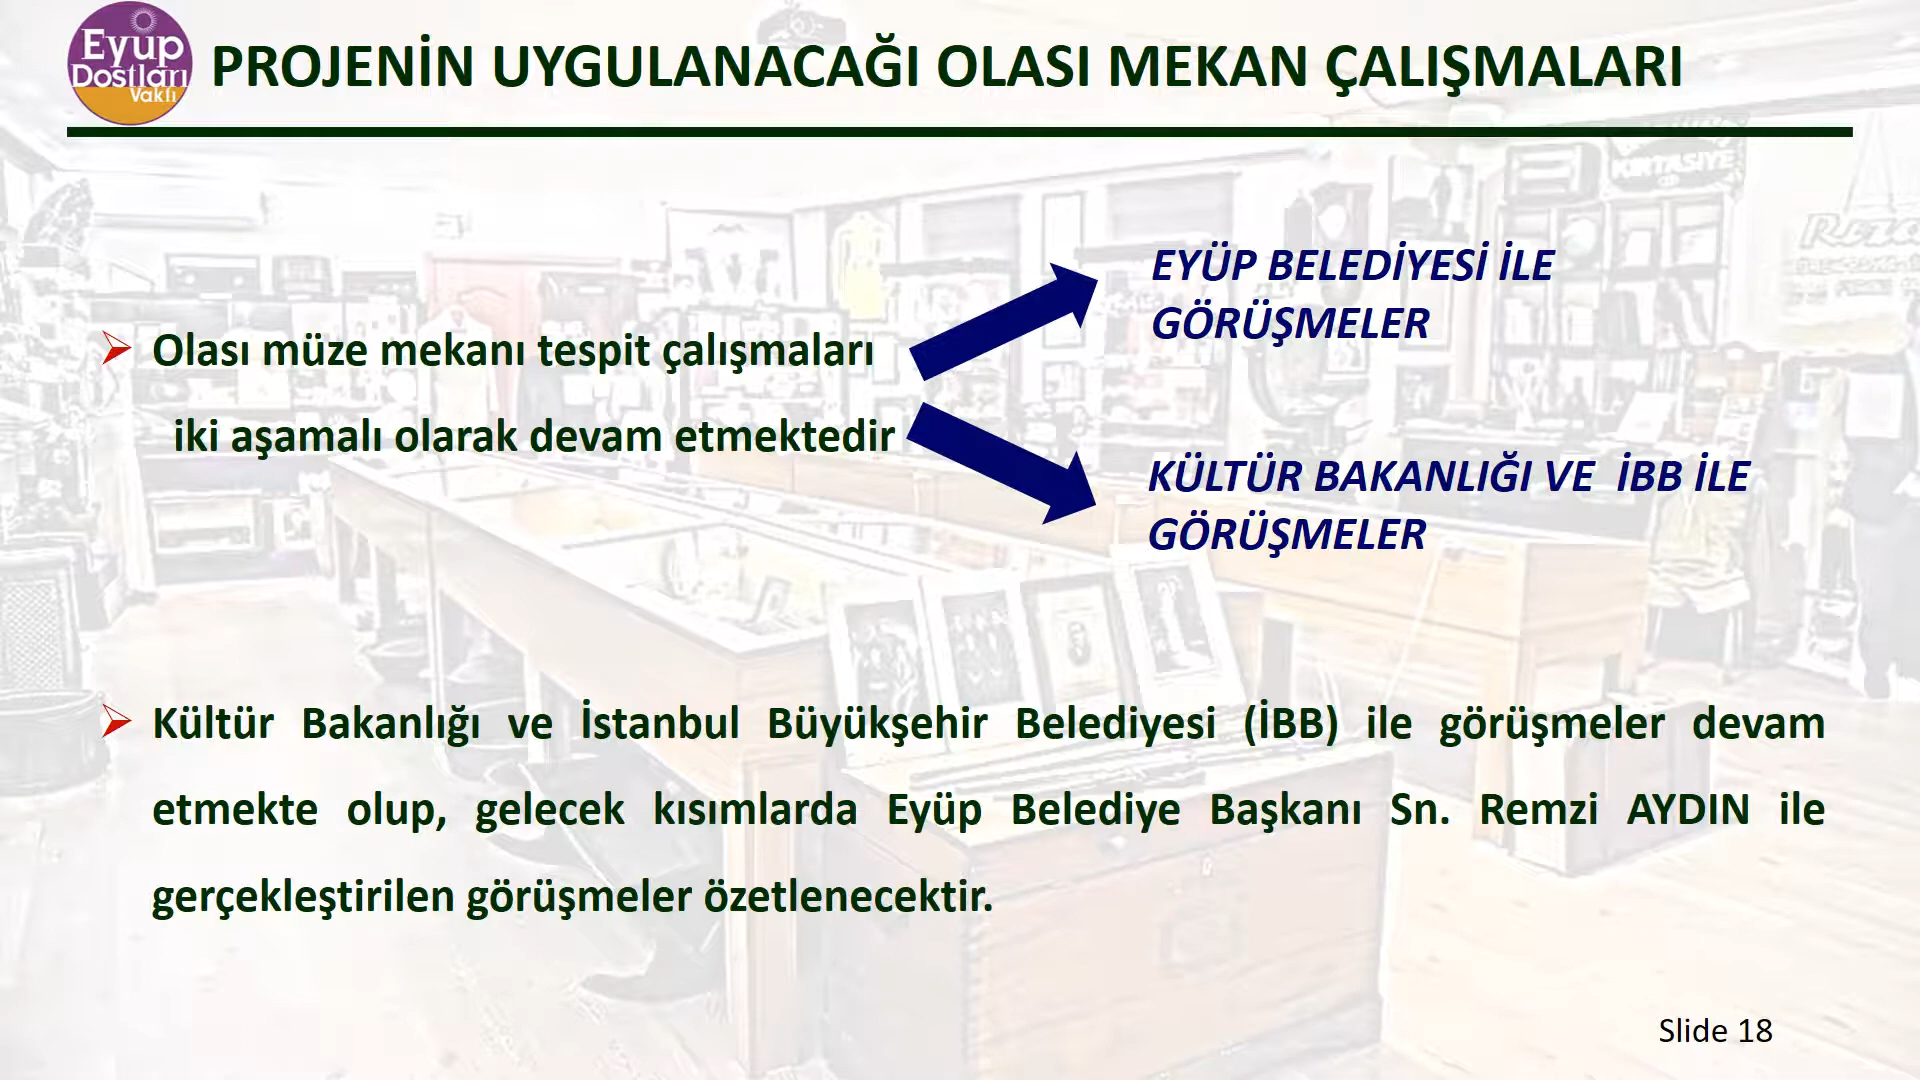 Eyüp
Dostları
Vakfı
PROJENİN UYGULANACAĞI OLASI MEKAN ÇALIŞMALARI
KIRTASİYE
EYÜP BELEDİYESİ İLE
GÖRÜŞMELER
Olası müze mekanı tespit çalışmaları
iki aşamalı olarak devam etmektedir
KÜLTÜR BAKANLIĞI VE İBB İLE
GÖRÜŞMELER
Kültür Bakanlığı ve İstanbul Büyükşehir Belediyesi (İBB) ile görüşmeler devam
etmekte olup, gelecek kısımlarda Eyüp Belediye Başkanı Sn. Remzi AYDIN ile
gerçekleştirilen görüşmeler özetlenecektir.
Slide 18